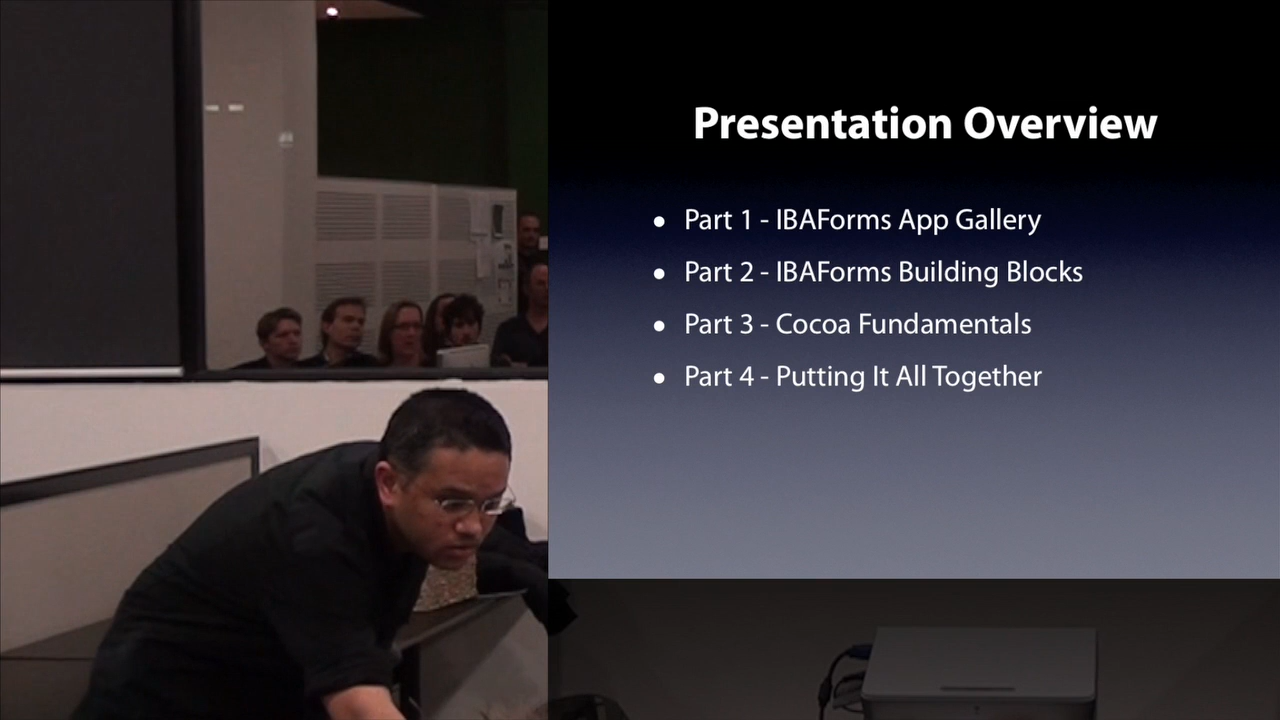 Presentation Overview
• Part 1 - IBAForms App Gallery
• Part 2 - IBAForms Building Blocks
• Part 3 - Cocoa Fundamentals
• Part 4 - Putting It All Together